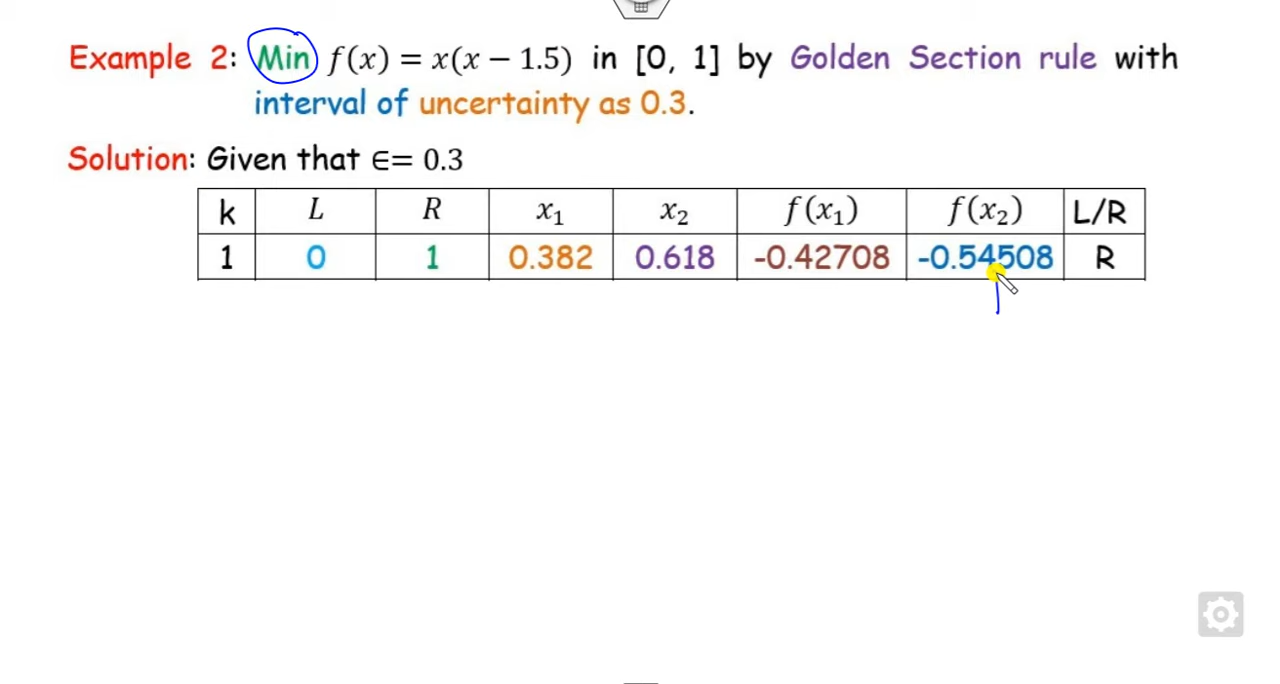 Example 2: Min f(x) = x(x − 1.5) in [0, 1] by Golden Section rule with
interval of uncertainty as 0.3.
Solution: Given that ∈= 0.3
k L R x₁ x₂ f(x₁) f(x₂) L/R
1 0 1 0.382 0.618 -0.42708 -0.54508 R